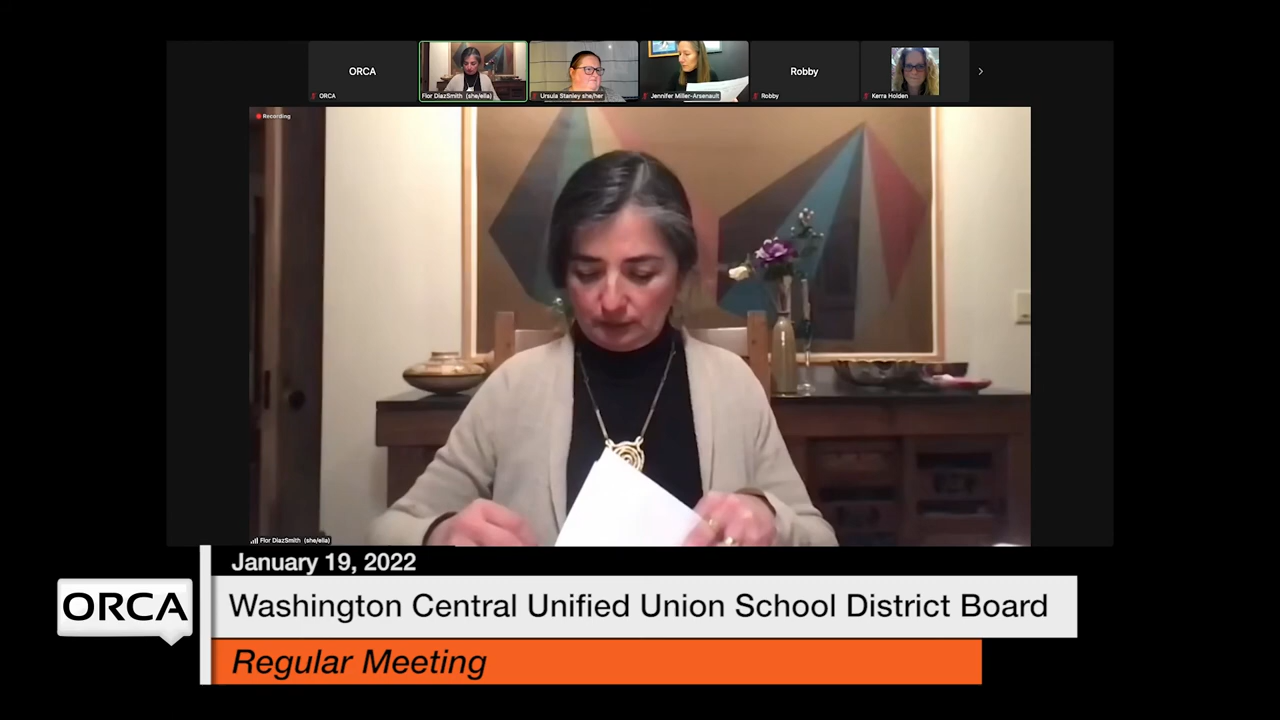 ORCA
Robby
ORCA
Flor DiazSmith (she/ella)
Ursula Stanley she/her
Jennifer Miller-Arsenault
Robby
Kerra Holden
Recording
Flor DiazSmith (she/ella)
January 19, 2022
ORCA
Washington Central Unified Union School District Board
Regular Meeting